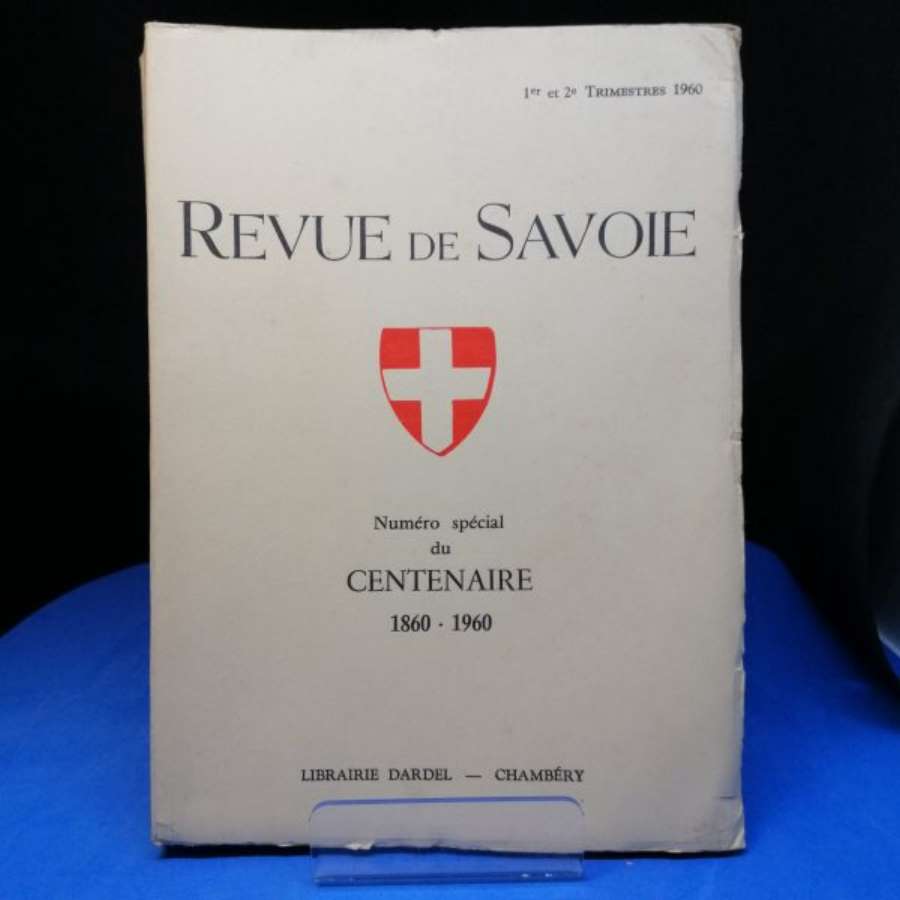 1er et 2e TRIMESTRES 1960
REVUE DE SAVOIE
Numéro spécial
du
CENTENAIRE
1860 · 1960
LIBRAIRIE DARDEL — CHAMBÉRY